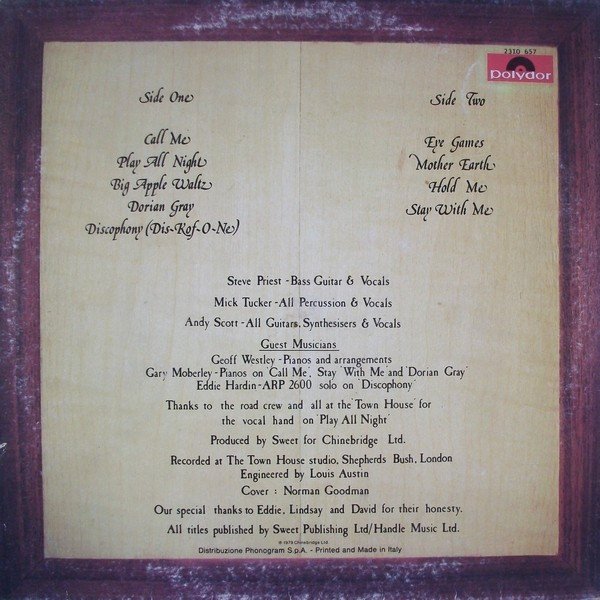 2310 657
polydor
Side One
Call Me
Play All Night
Big Apple Waltz
Dorian Gray
Discophony (Dis-Kof-O-Ne)
Side Two
Eye Games
Mother Earth
Hold Me
Stay With Me
Steve Priest - Bass Guitar & Vocals
Mick Tucker - All Percussion & Vocals
Andy Scott - All Guitars, Synthesisers & Vocals
Guest Musicians
Geoff Westley - Pianos and arrangements
Gary Moberley - Pianos on 'Call Me', Stay 'With Me' and 'Dorian Gray'
Eddie Hardin - ARP 2600 solo on 'Discophony'
Thanks to the road crew and all at the 'Town House' for
the vocal hand on 'Play All Night'
Produced by Sweet for Chinebridge Ltd.
Recorded at The Town House studio, Shepherds Bush, London
Engineered by Louis Austin
Cover : Norman Goodman
Our special thanks to Eddie, Lindsay and David for their honesty.
All titles published by Sweet Publishing Ltd/Handle Music Ltd.
℗ 1979 Chinebridge Ltd
Distribuzione Phonogram S.p.A. - Printed and Made in Italy